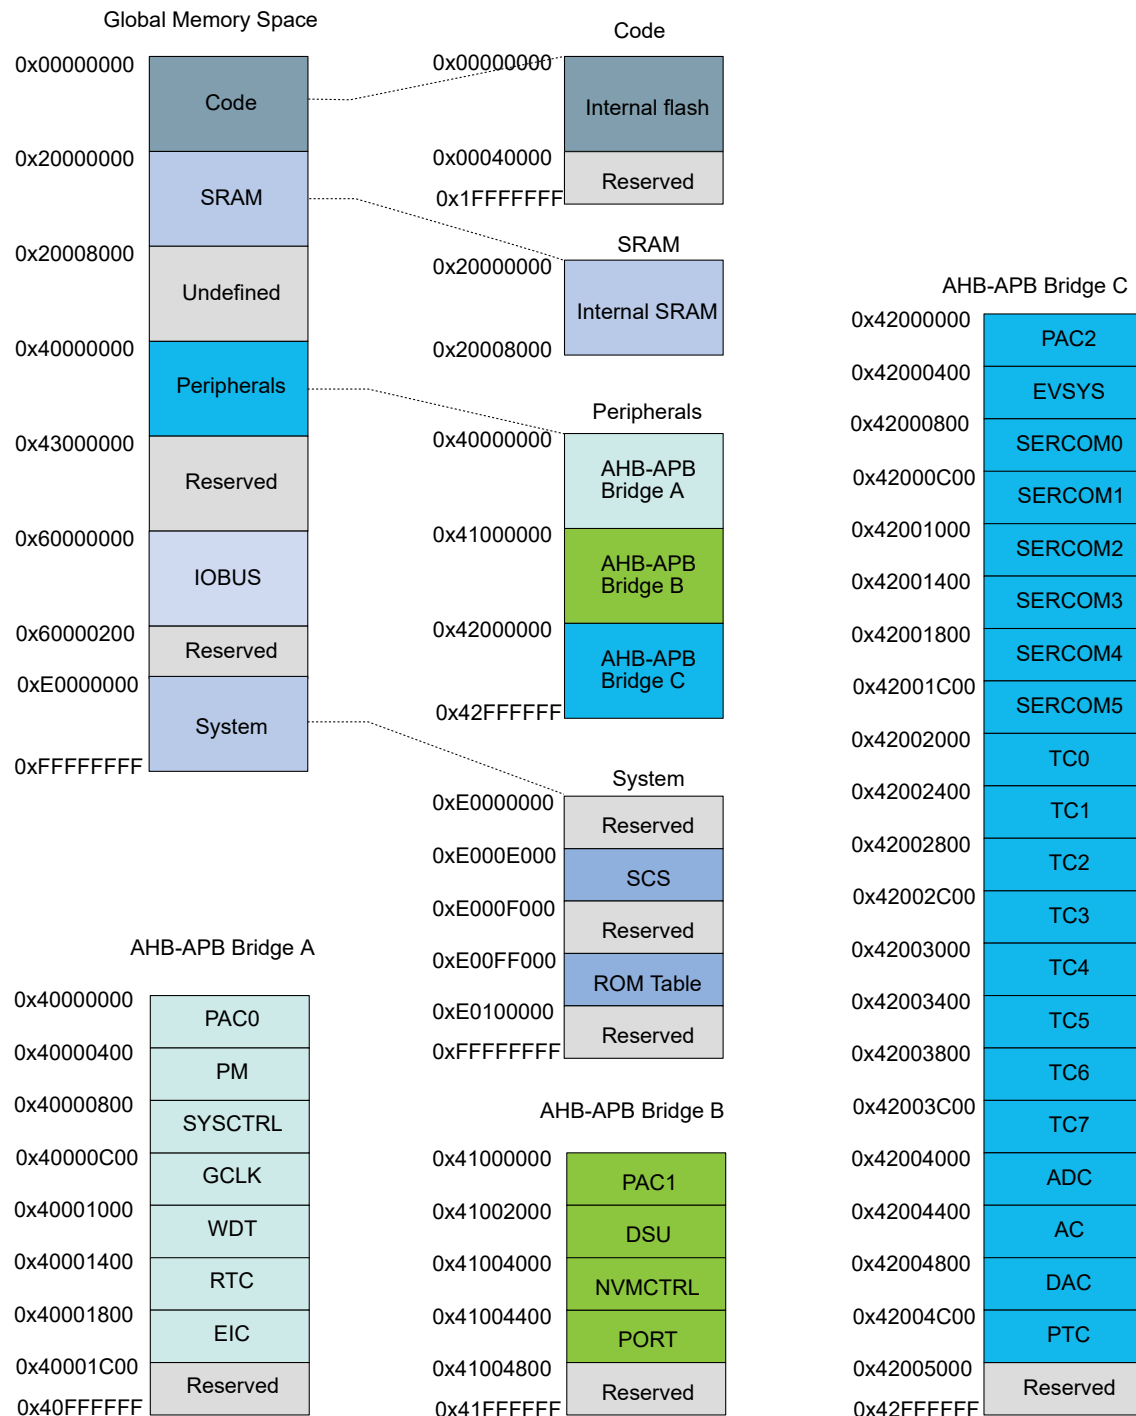 Global Memory Space
0x00000000
Code
0x20000000
SRAM
0x20008000
Undefined
0x40000000
Peripherals
0x43000000
Reserved
0x60000000
IOBUS
0x60000200
Reserved
0xE0000000
System
0xFFFFFFFF
Code
0x00000000
Internal flash
0x00040000
Reserved
0x1FFFFFFF
SRAM
0x20000000
Internal SRAM
0x20008000
Peripherals
0x40000000
AHB-APB
Bridge A
0x41000000
AHB-APB
Bridge B
0x42000000
AHB-APB
Bridge C
0x42FFFFFF
System
0xE0000000
Reserved
0xE000E000
SCS
0xE000F000
Reserved
0xE00FF000
ROM Table
0xE0100000
Reserved
0xFFFFFFFF
AHB-APB Bridge A
0x40000000
PAC0
0x40000400
PM
0x40000800
SYSCTRL
0x40000C00
GCLK
0x40001000
WDT
0x40001400
RTC
0x40001800
EIC
0x40001C00
Reserved
0x40FFFFFF
AHB-APB Bridge B
0x41000000
PAC1
0x41002000
DSU
0x41004000
NVMCTRL
0x41004400
PORT
0x41004800
Reserved
0x41FFFFFF
AHB-APB Bridge C
0x42000000
PAC2
0x42000400
EVSYS
0x42000800
SERCOM0
0x42000C00
SERCOM1
0x42001000
SERCOM2
0x42001400
SERCOM3
0x42001800
SERCOM4
0x42001C00
SERCOM5
0x42002000
TC0
0x42002400
TC1
0x42002800
TC2
0x42002C00
TC3
0x42003000
TC4
0x42003400
TC5
0x42003800
TC6
0x42003C00
TC7
0x42004000
ADC
0x42004400
AC
0x42004800
DAC
0x42004C00
PTC
0x42005000
Reserved
0x42FFFFFF